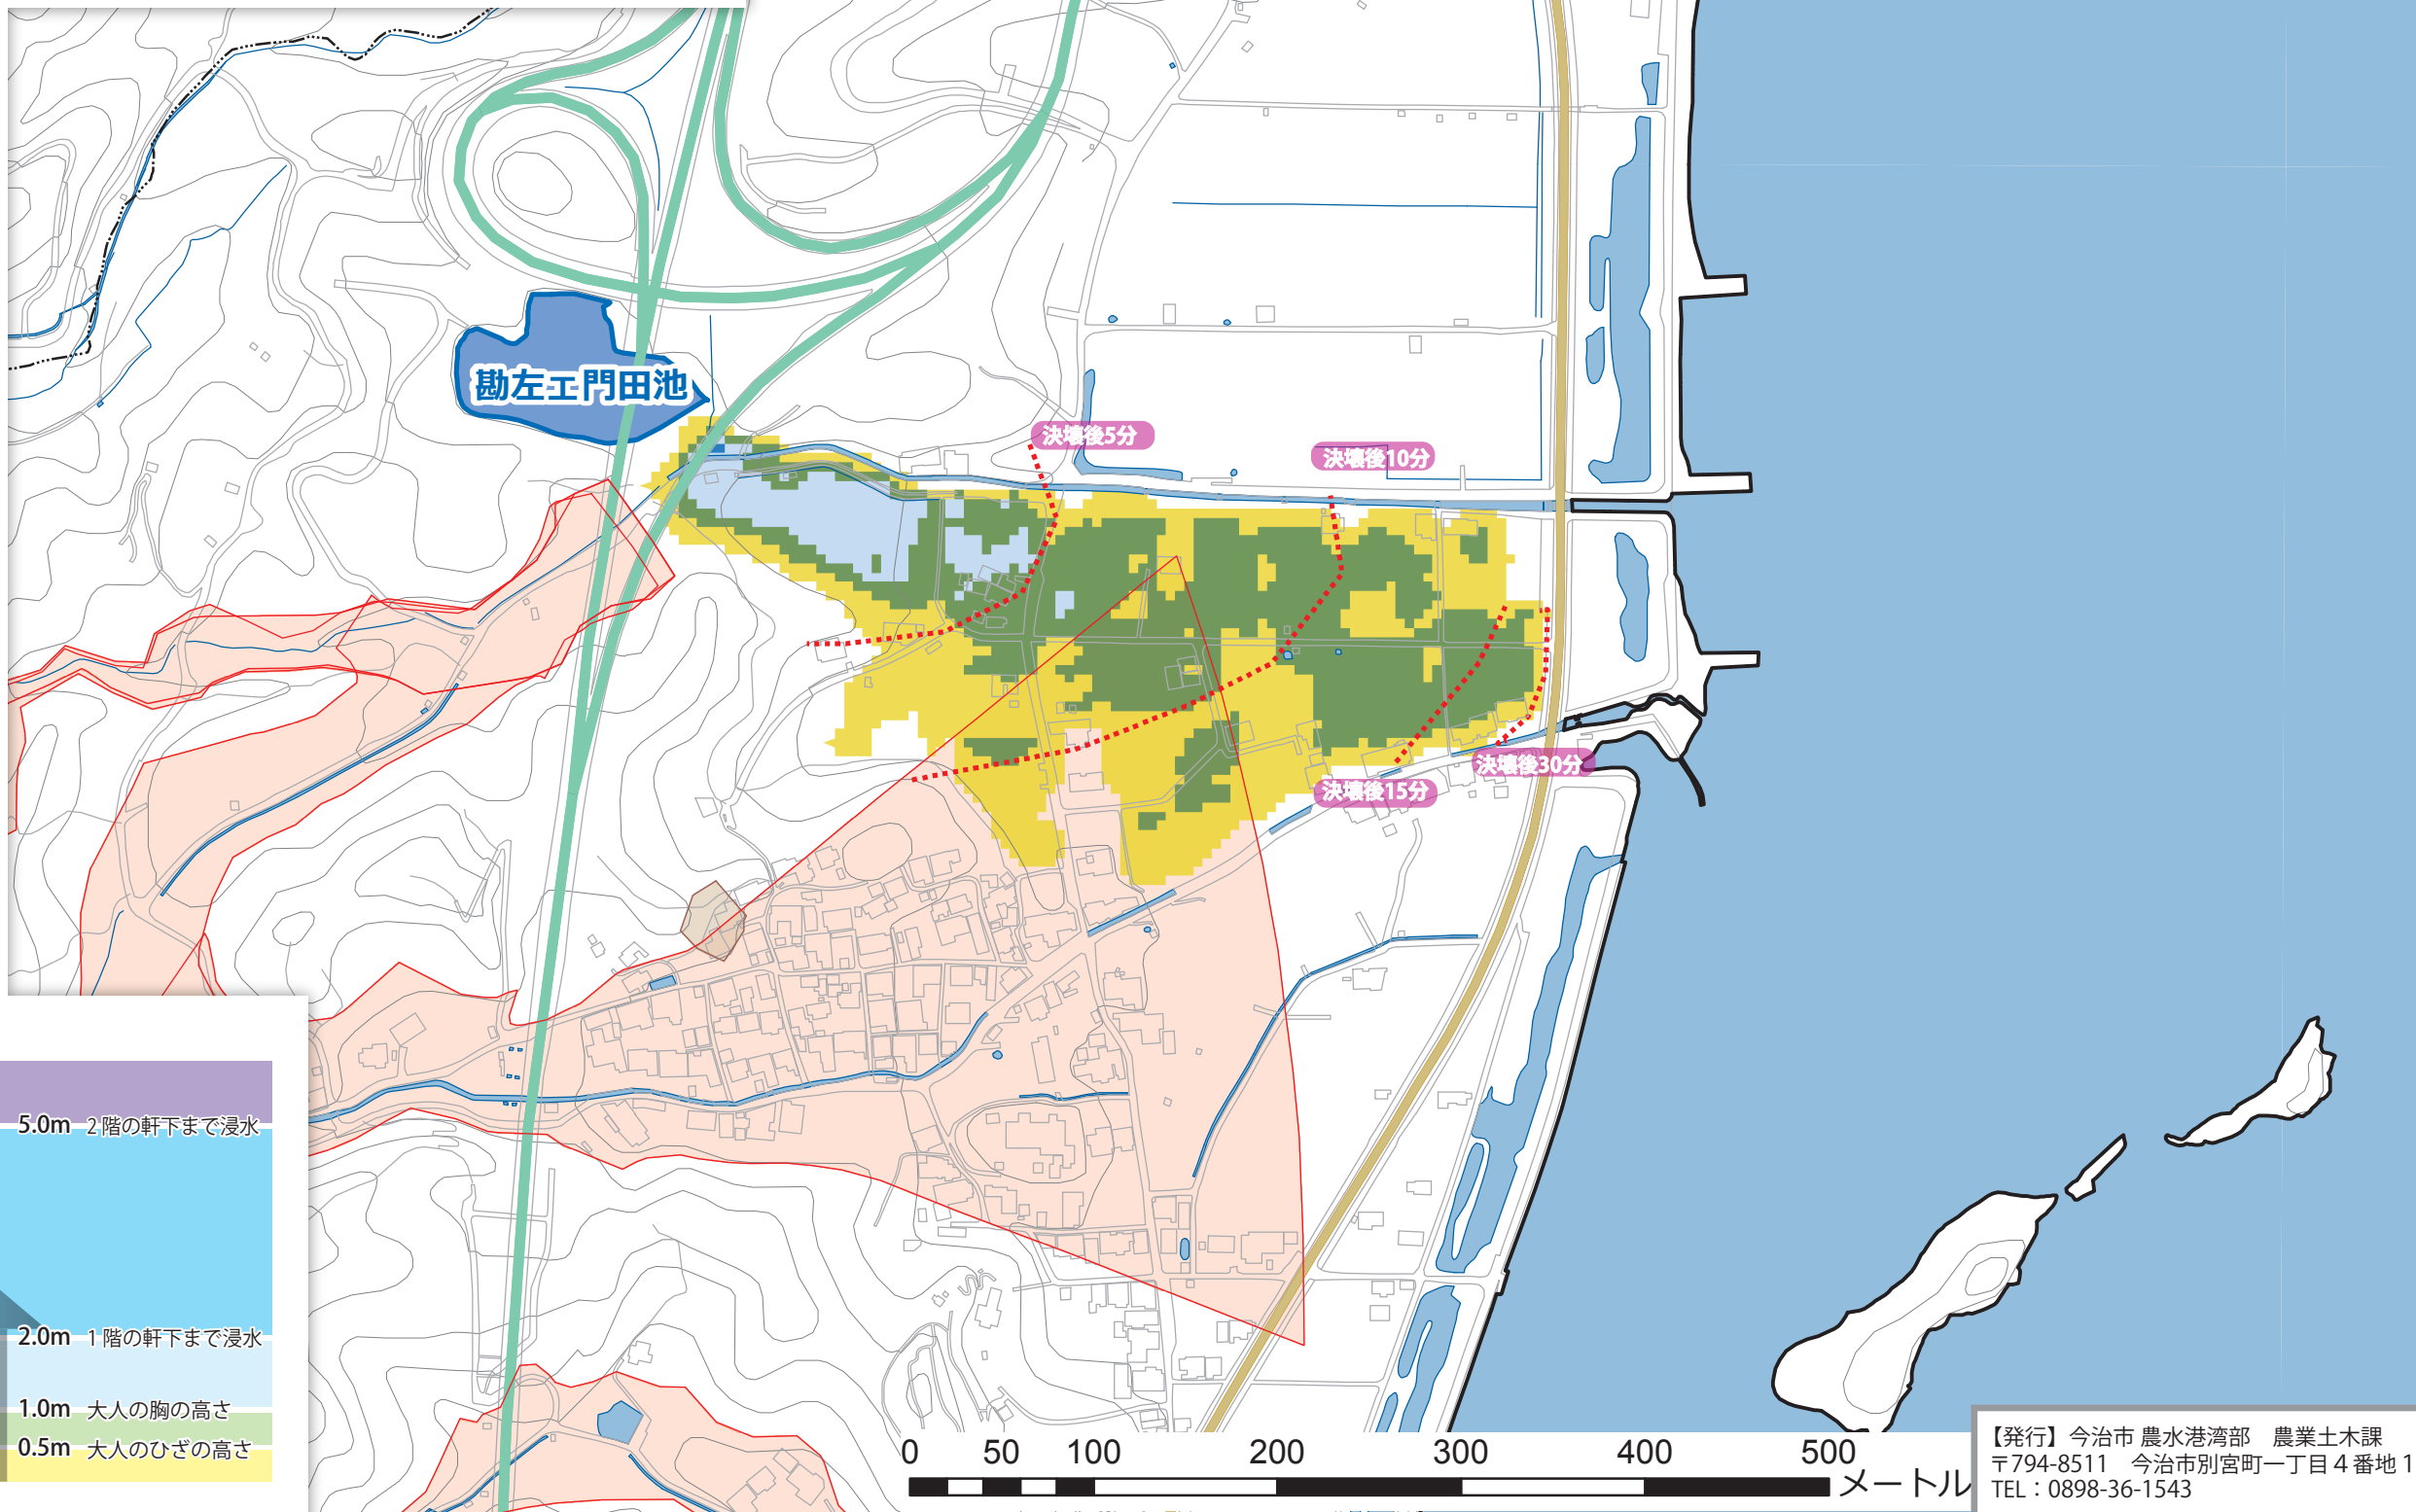 勘左エ門田池
決壊後5分
決壊後10分
決壊後15分
決壊後30分
5.0m 2階の軒下まで浸水
2.0m 1階の軒下まで浸水
1.0m 大人の胸の高さ
0.5m 大人のひざの高さ
0 50 100 200 300 400 500
メートル
【発行】今治市 農水港湾部　農業土木課
〒794-8511　今治市別宮町一丁目4番地1
TEL：0898-36-1543